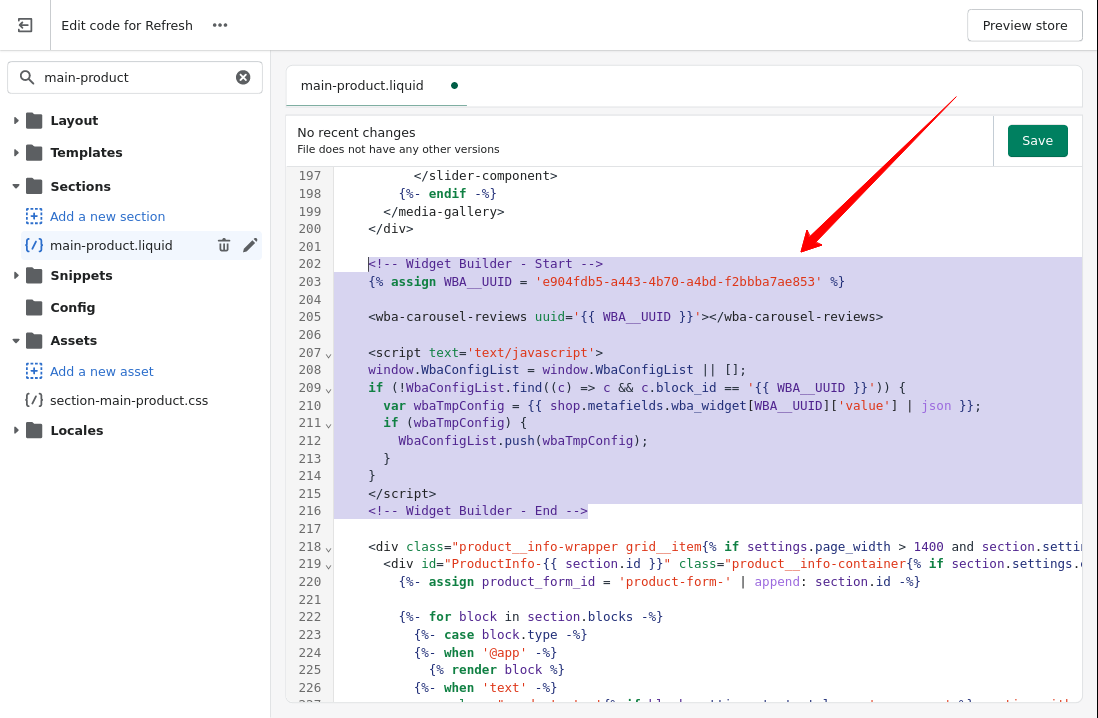 Edit code for Refresh
Preview store
main-product
Layout
Templates
Sections
Add a new section
{/} main-product.liquid
Snippets
Config
Assets
Add a new asset
{/} section-main-product.css
Locales
main-product.liquid
No recent changes
File does not have any other versions
Save
197 </slider-component>
198 {%- endif -%}
199 </media-gallery>
200 </div>
201
202 <!-- Widget Builder - Start -->
203 {% assign WBA__UUID = 'e904fdb5-a443-4b70-a4bd-f2bbba7ae853' %}
204
205 <wba-carousel-reviews uuid='{{ WBA__UUID }}'></wba-carousel-reviews>
206
207 <script text='text/javascript'>
208 window.WbaConfigList = window.WbaConfigList || [];
209 if (!WbaConfigList.find((c) => c && c.block_id == '{{ WBA__UUID }}')) {
210 var wbaTmpConfig = {{ shop.metafields.wba_widget[WBA__UUID]['value'] | json }};
211 if (wbaTmpConfig) {
212 WbaConfigList.push(wbaTmpConfig);
213 }
214 }
215 </script>
216 <!-- Widget Builder - End -->
217
218 <div class="product__info-wrapper grid__item{% if settings.page_width > 1400 and section.settin
219 <div id="ProductInfo-{{ section.id }}" class="product__info-container{% if section.settings.
220 {%- assign product_form_id = 'product-form-' | append: section.id -%}
221
222 {%- for block in section.blocks -%}
223 {%- case block.type -%}
224 {%- when '@app' -%}
225 {% render block %}
226 {%- when 'text' -%}